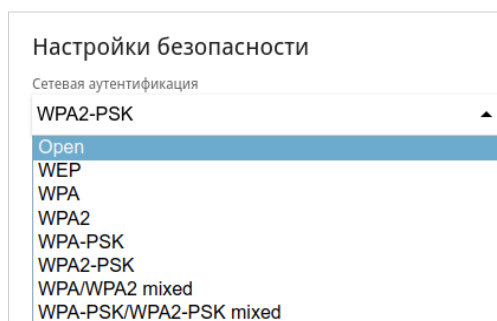 Настройки безопасности
Сетевая аутентификация
WPA2-PSK
Open
WEP
WPA
WPA2
WPA-PSK
WPA2-PSK
WPA/WPA2 mixed
WPA-PSK/WPA2-PSK mixed